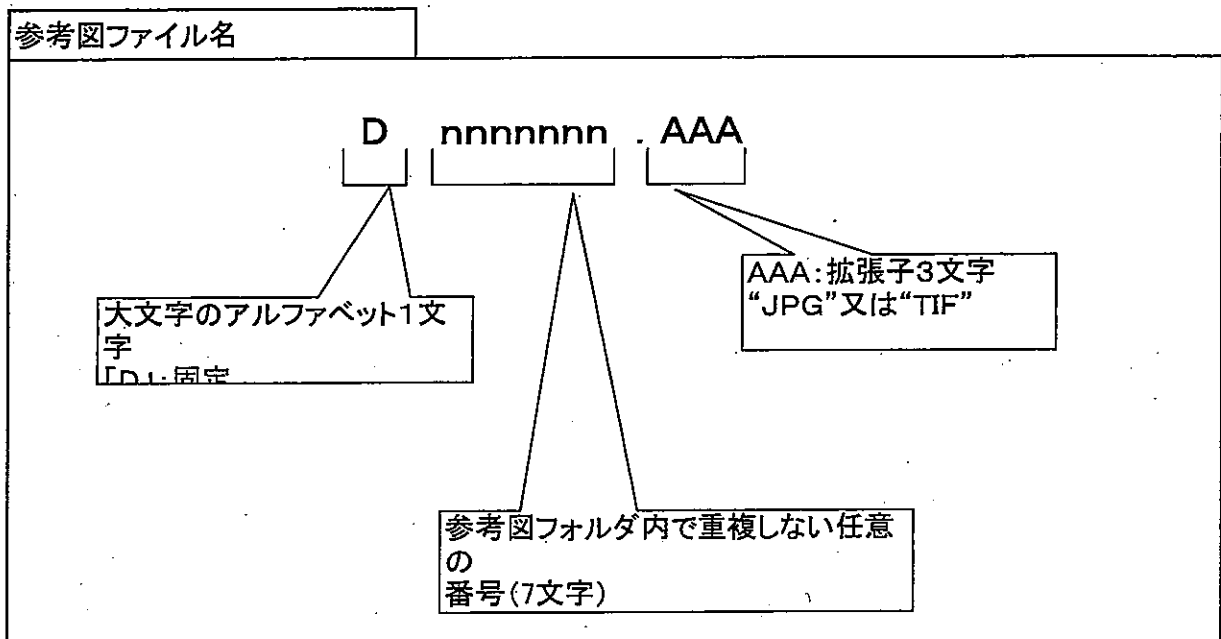 参考図ファイル名
D nnnnnnn . AAA
AAA:拡張子3文字
“JPG”又は“TIF”
大文字のアルファベット1文
字
「D」:固定
参考図フォルダ内で重複しない任意
の
番号(7文字)